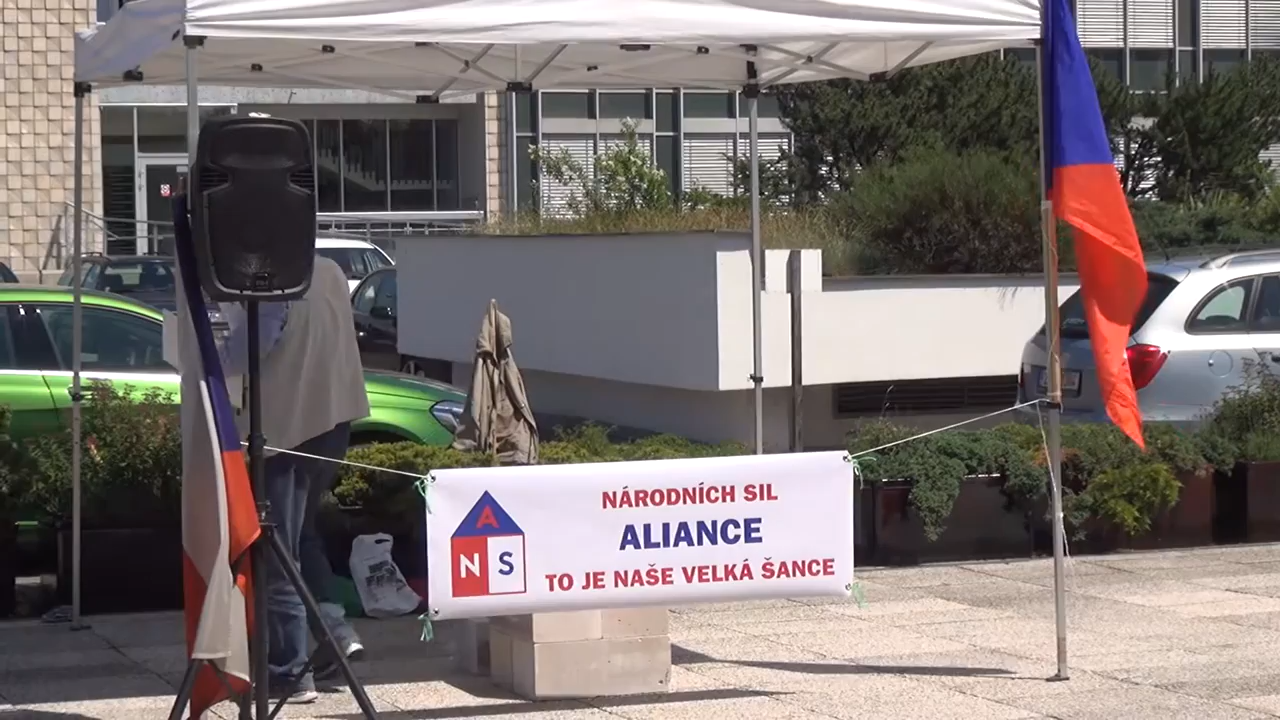 NÁRODNÍCH SIL
ALIANCE
TO JE NAŠE VELKÁ ŠANCE
A
N S